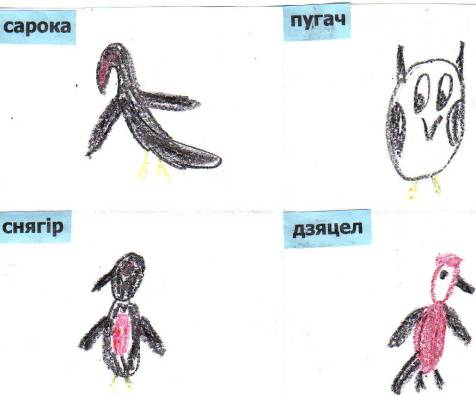 сарока
пугач
снягір
дзяцел